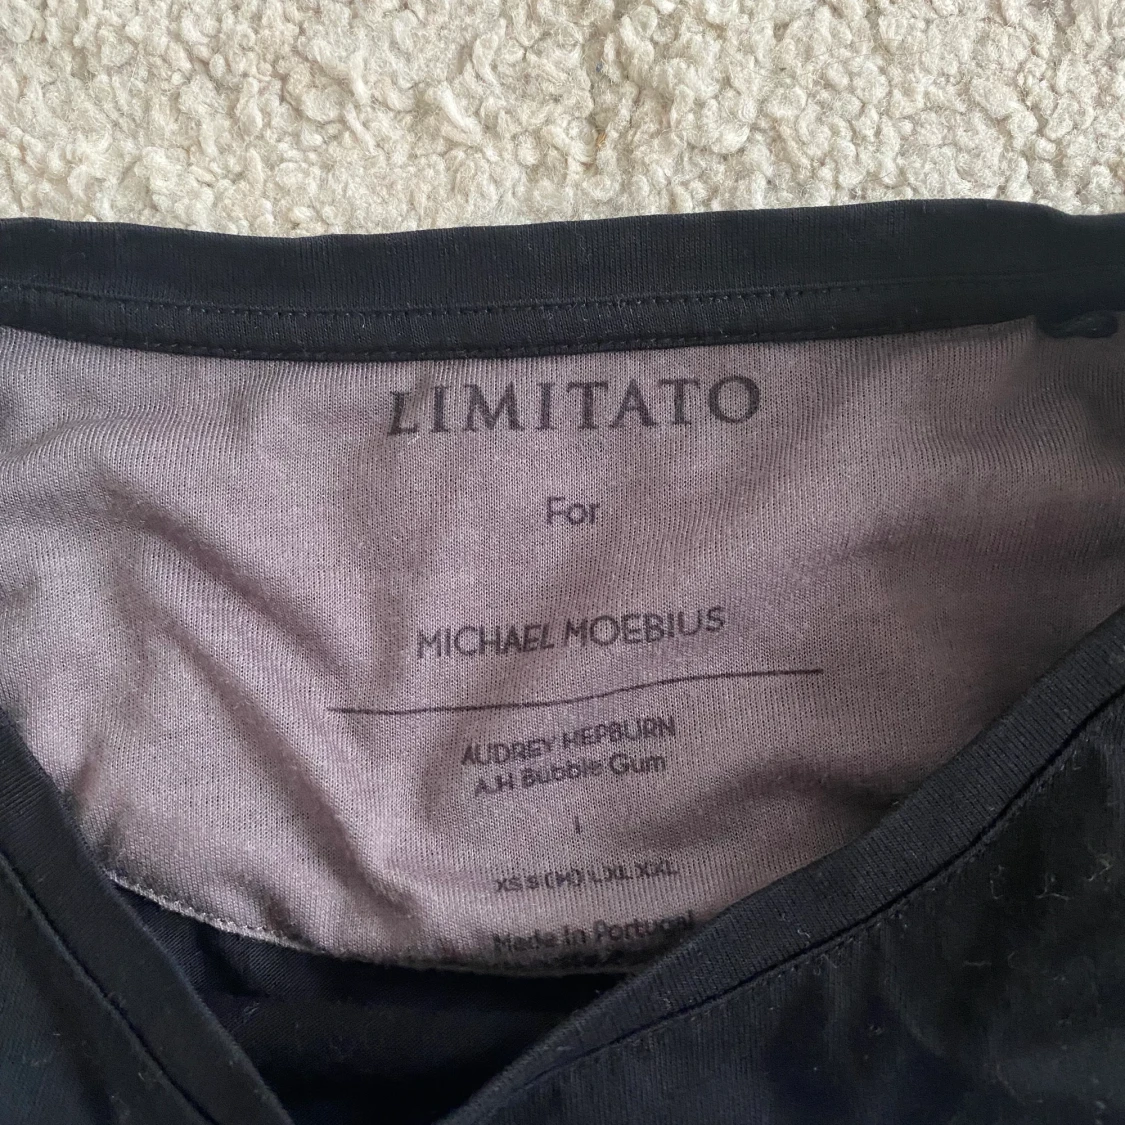 LIMITATO
For
MICHAEL MOEBIUS
AUDREY HEPBURN
A.H Bubble Gum
I
XS S (M) L XL XXL
Made In Portugal